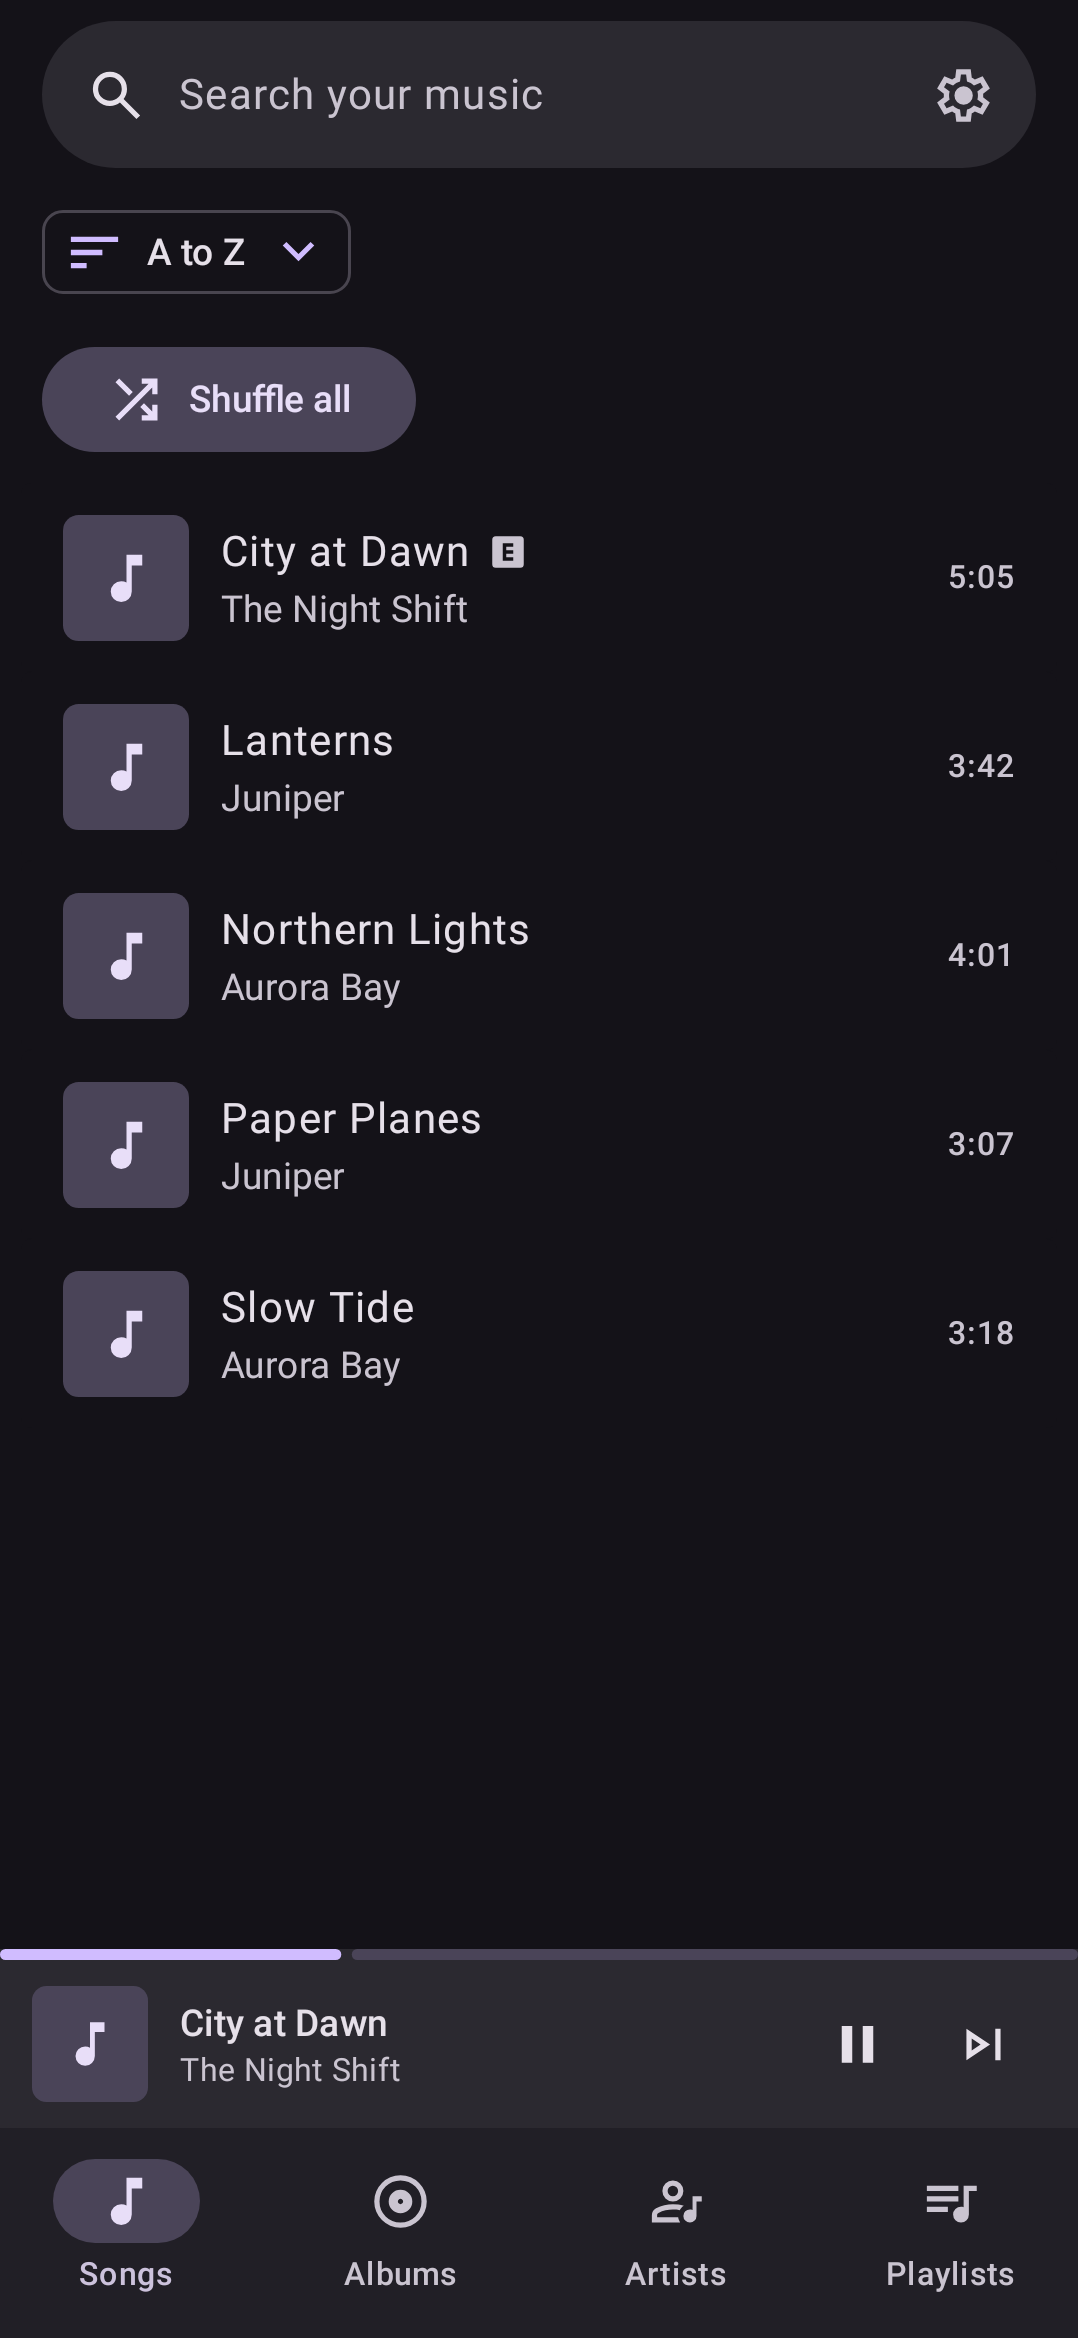 Search your music
A to Z
Shuffle all
City at Dawn E
The Night Shift
5:05
Lanterns
Juniper
3:42
Northern Lights
Aurora Bay
4:01
Paper Planes
Juniper
3:07
Slow Tide
Aurora Bay
3:18
City at Dawn
The Night Shift
Songs
Albums
Artists
Playlists